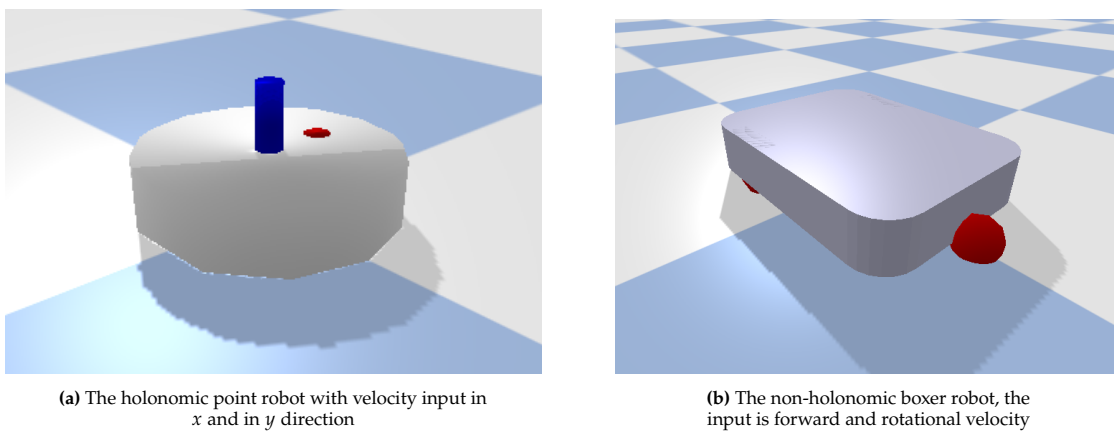 (a) The holonomic point robot with velocity input in
x and in y direction
(b) The non-holonomic boxer robot, the
input is forward and rotational velocity